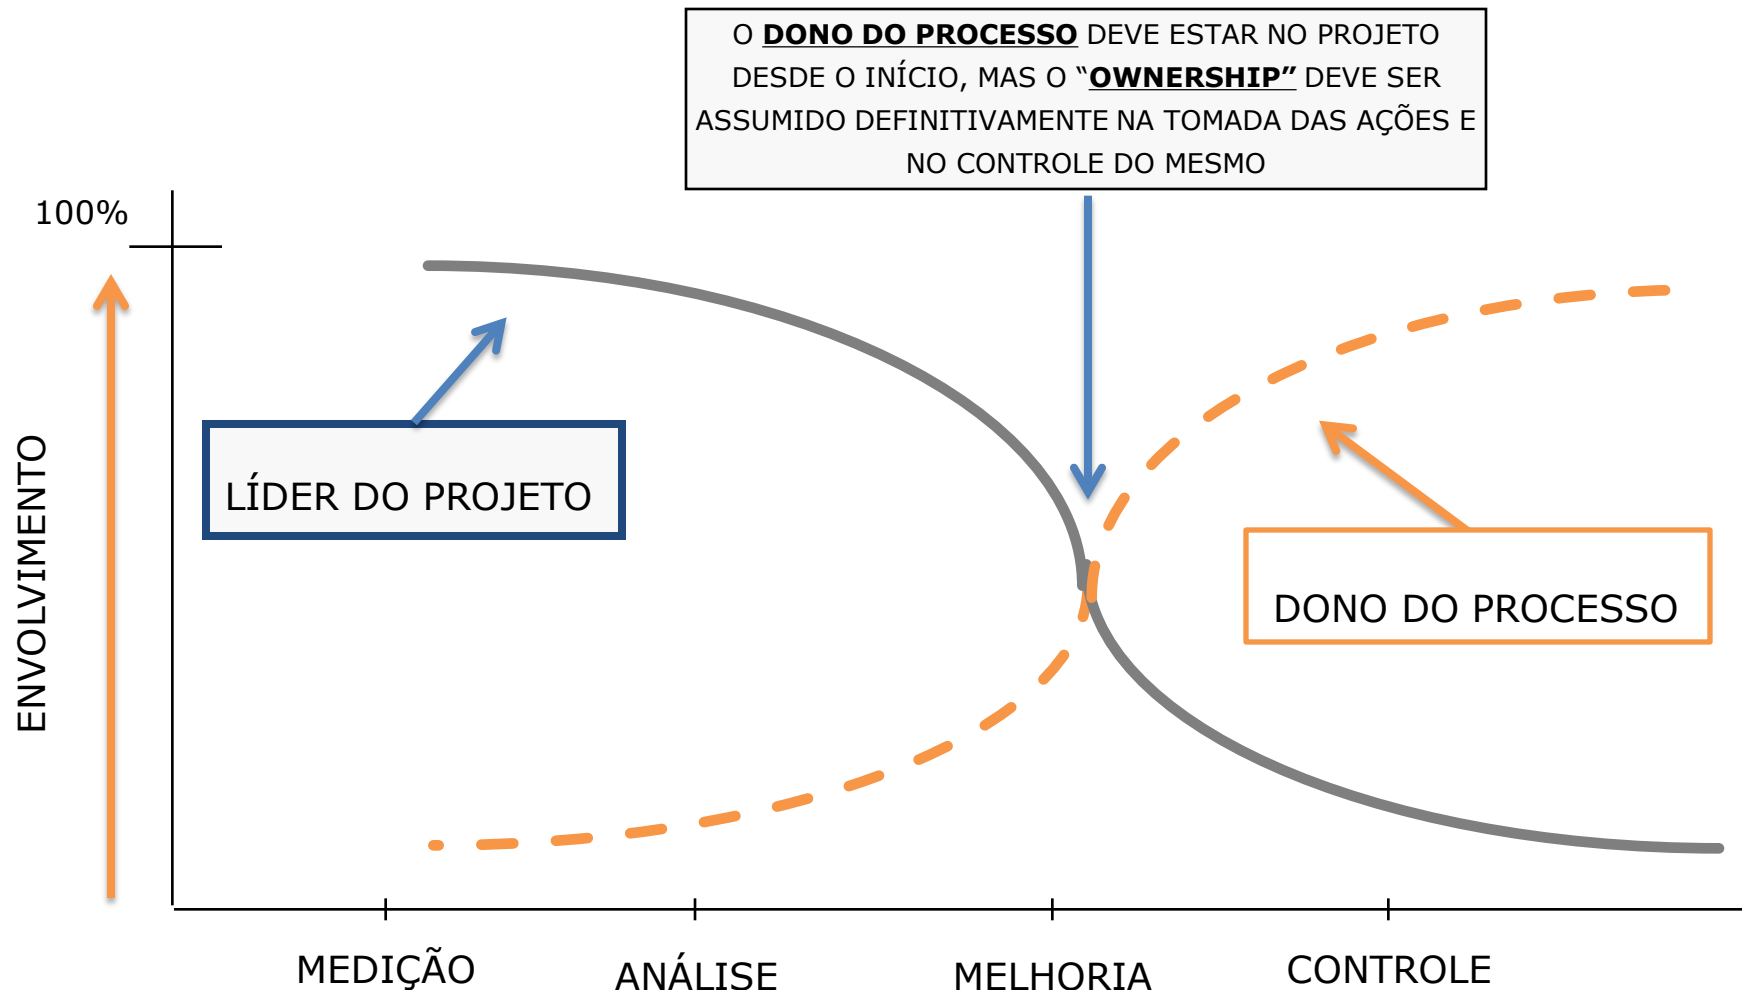 O DONO DO PROCESSO DEVE ESTAR NO PROJETO
DESDE O INÍCIO, MAS O “OWNERSHIP” DEVE SER
ASSUMIDO DEFINITIVAMENTE NA TOMADA DAS AÇÕES E
NO CONTROLE DO MESMO
100%
ENVOLVIMENTO
LÍDER DO PROJETO
DONO DO PROCESSO
MEDIÇÃO
ANÁLISE
MELHORIA
CONTROLE